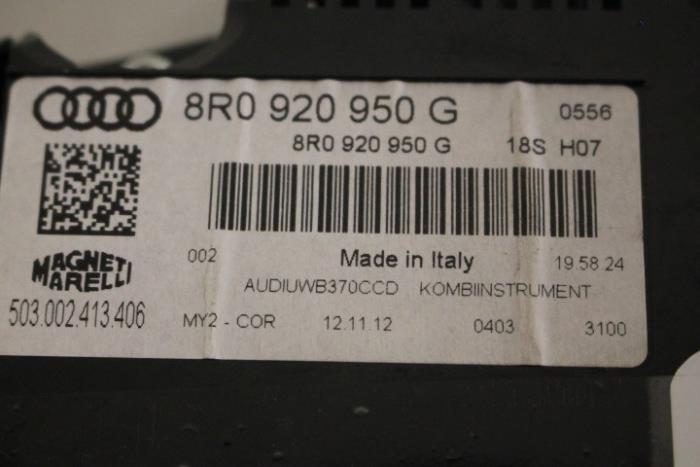 8R0 920 950 G 0556
8R0 920 950 G 18S H07
002 Made in Italy 19 58 24
MAGNETI
MARELLI
AUDIUWB370CCD KOMBIINSTRUMENT
503.002.413.406
MY2 - COR 12.11.12 0403 3100